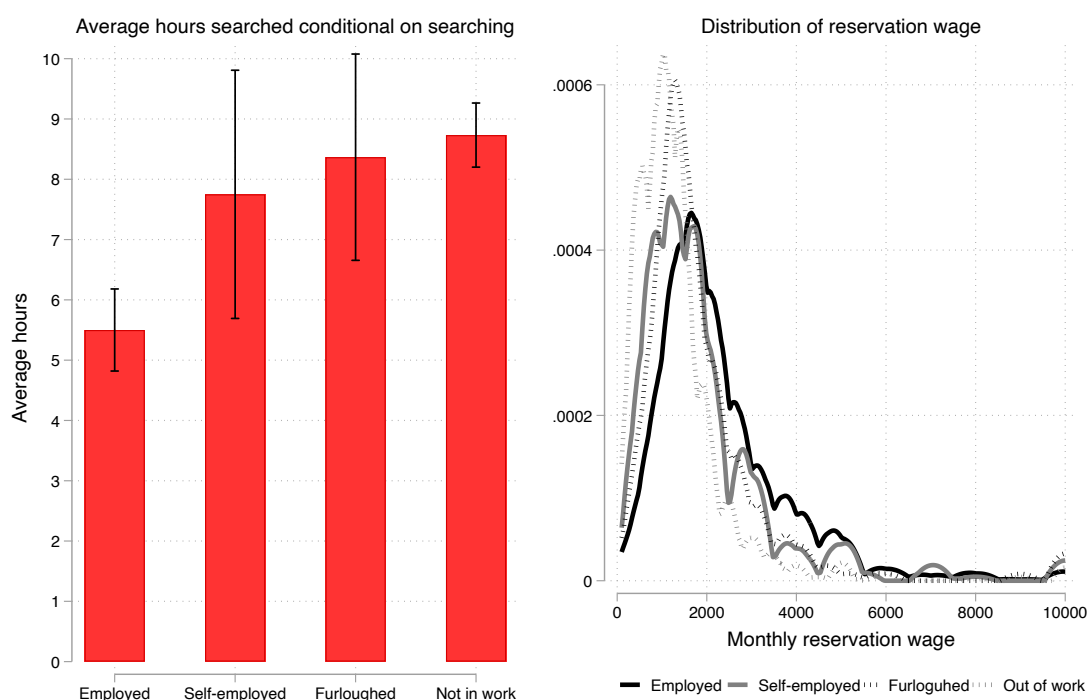 Average hours searched conditional on searching
10
9
8
7
6
5
4
3
2
1
0
Average hours
Employed
Self-employed
Furloughed
Not in work
Distribution of reservation wage
.0006
.0004
.0002
0
0
2000
4000
6000
8000
10000
Monthly reservation wage
Employed
Self-employed
Furloguhed
Out of work